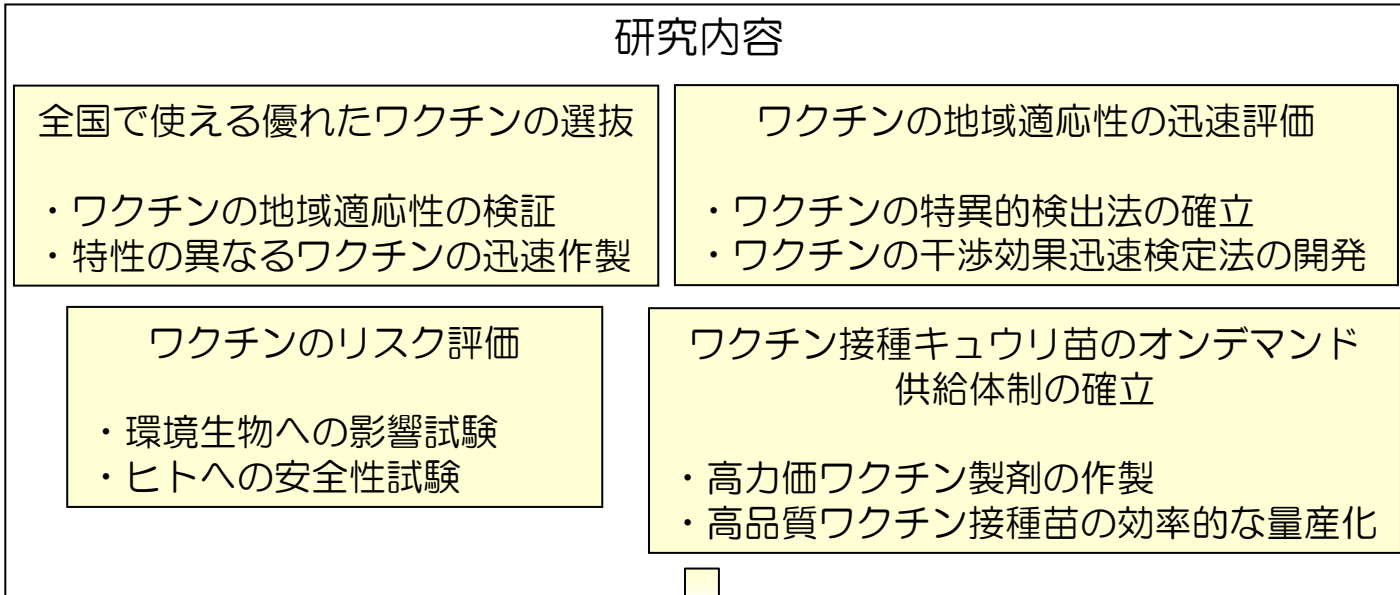 研究内容
全国で使える優れたワクチンの選抜
・ワクチンの地域適応性の検証
・特性の異なるワクチンの迅速作製
ワクチンの地域適応性の迅速評価
・ワクチンの特異的検出法の確立
・ワクチンの干渉効果迅速検定法の開発
ワクチンのリスク評価
・環境生物への影響試験
・ヒトへの安全性試験
ワクチン接種キュウリ苗のオンデマンド
供給体制の確立
・高力価ワクチン製剤の作製
・高品質ワクチン接種苗の効率的な量産化